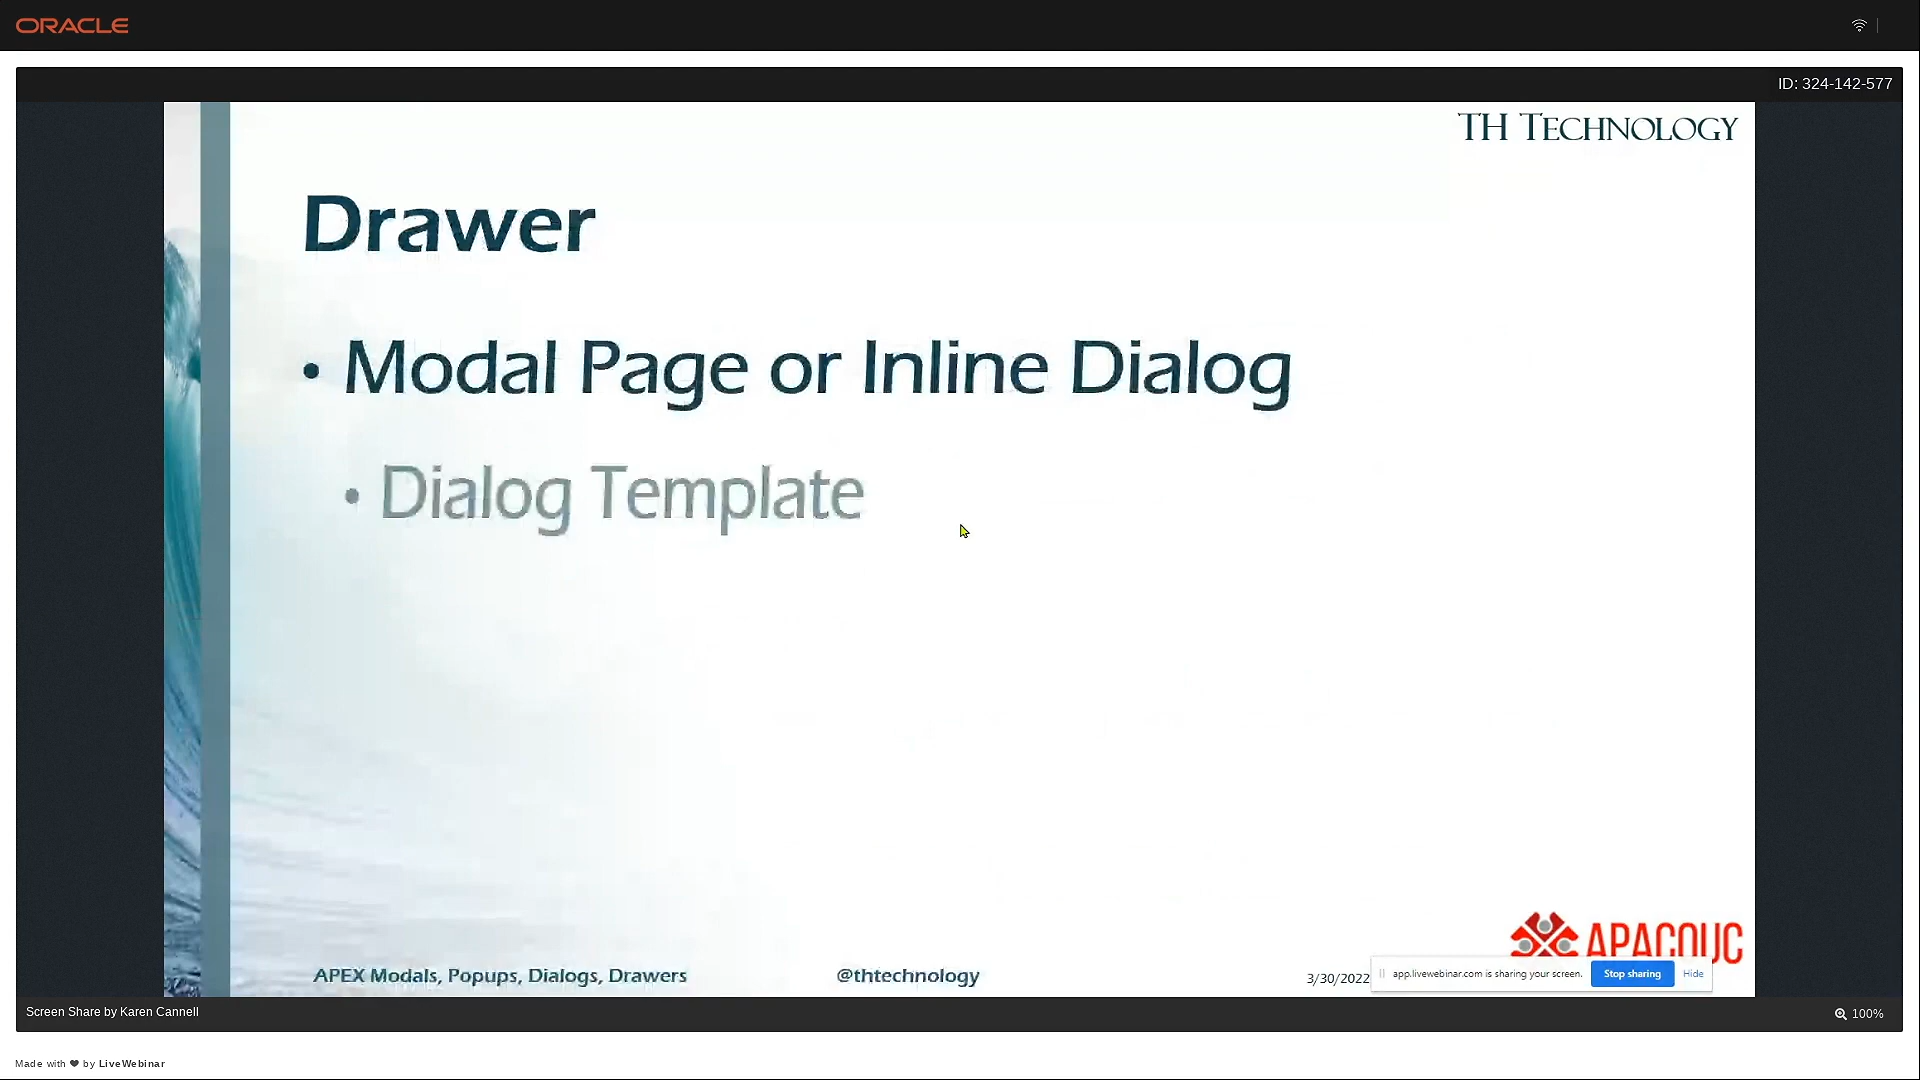 ORACLE
ID: 324-142-577
TH TECHNOLOGY
Drawer
• Modal Page or Inline Dialog
• Dialog Template
APACOUC
APEX Modals, Popups, Dialogs, Drawers
@thtechnology
3/30/2022
app.livewebinar.com is sharing your screen.
Stop sharing
Hide
Screen Share by Karen Cannell
100%
Made with ❤ by LiveWebinar